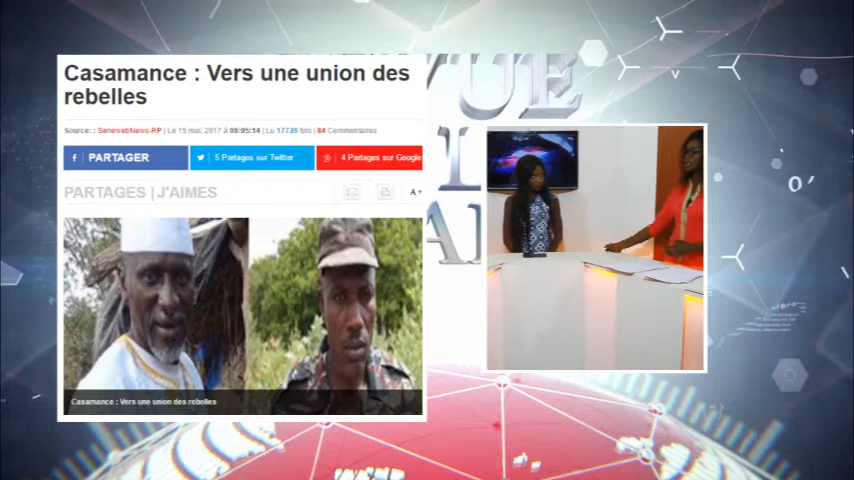 Casamance : Vers une union des
rebelles
Source: : SenewebNews-RP | Le 15 mai, 2017 à 09:05:14 | Lu 17728 fois | 84 Commentaires
PARTAGER
5 Partages sur Twitter
4 Partages sur Google
PARTAGES | J'AIMES
A+
Casamance : Vers une union des rebelles